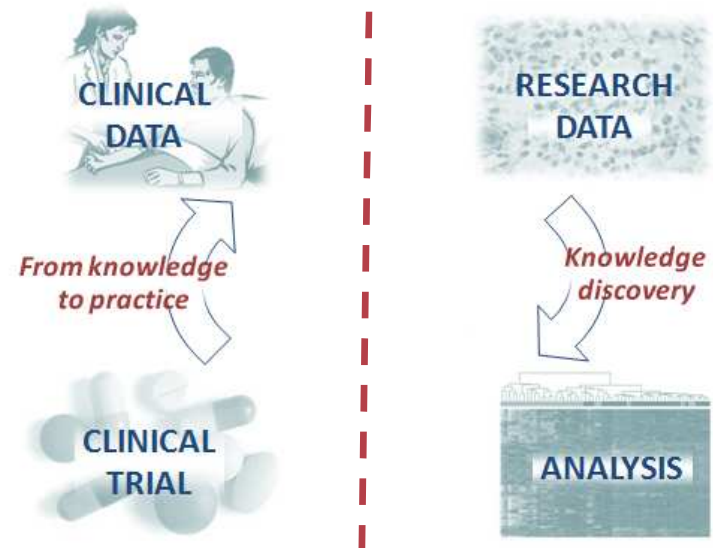 CLINICAL
DATA
RESEARCH
DATA
From knowledge
to practice
Knowledge
discovery
CLINICAL
TRIAL
ANALYSIS